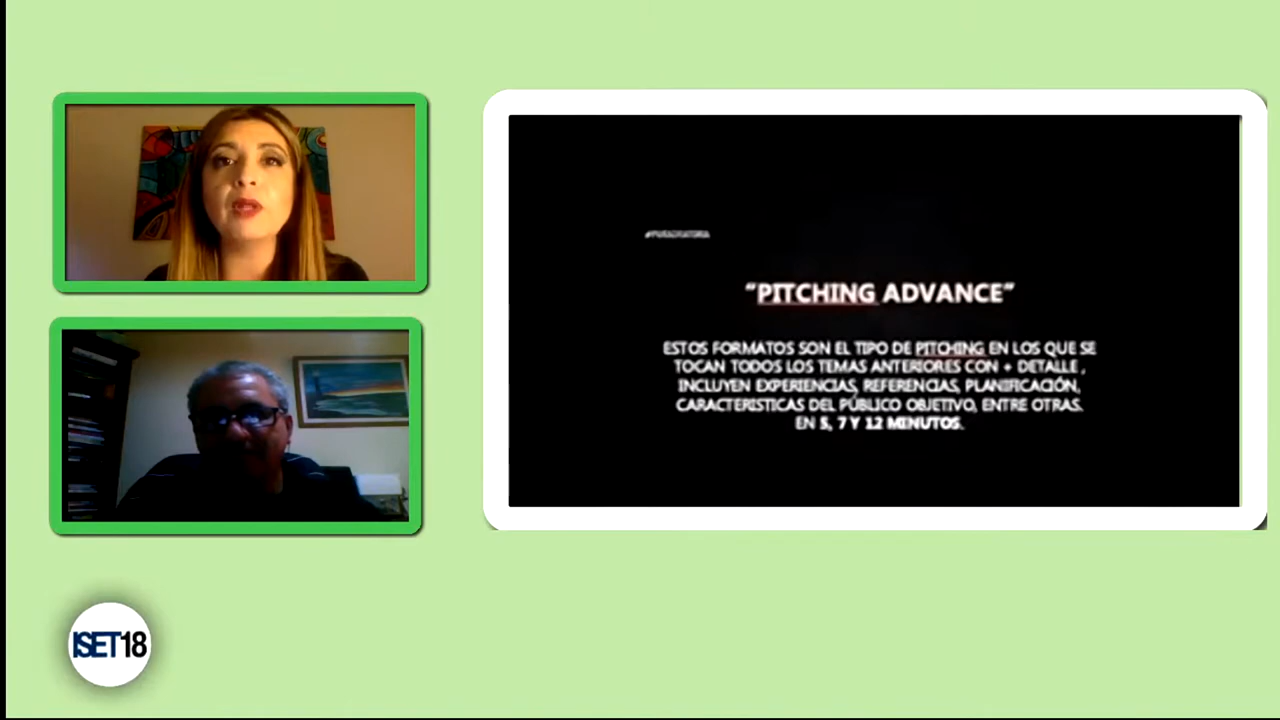 "PITCHING ADVANCE"
ESTOS FORMATOS SON EL TIPO DE PITCHING EN LOS QUE SE
TOCAN TODOS LOS TEMAS ANTERIORES CON + DETALLE ,
INCLUYEN EXPERIENCIAS, REFERENCIAS, PLANIFICACIÓN,
CARACTERISTICAS DEL PÚBLICO OBJETIVO, ENTRE OTRAS.
EN 5, 7 Y 12 MINUTOS.
ISET18